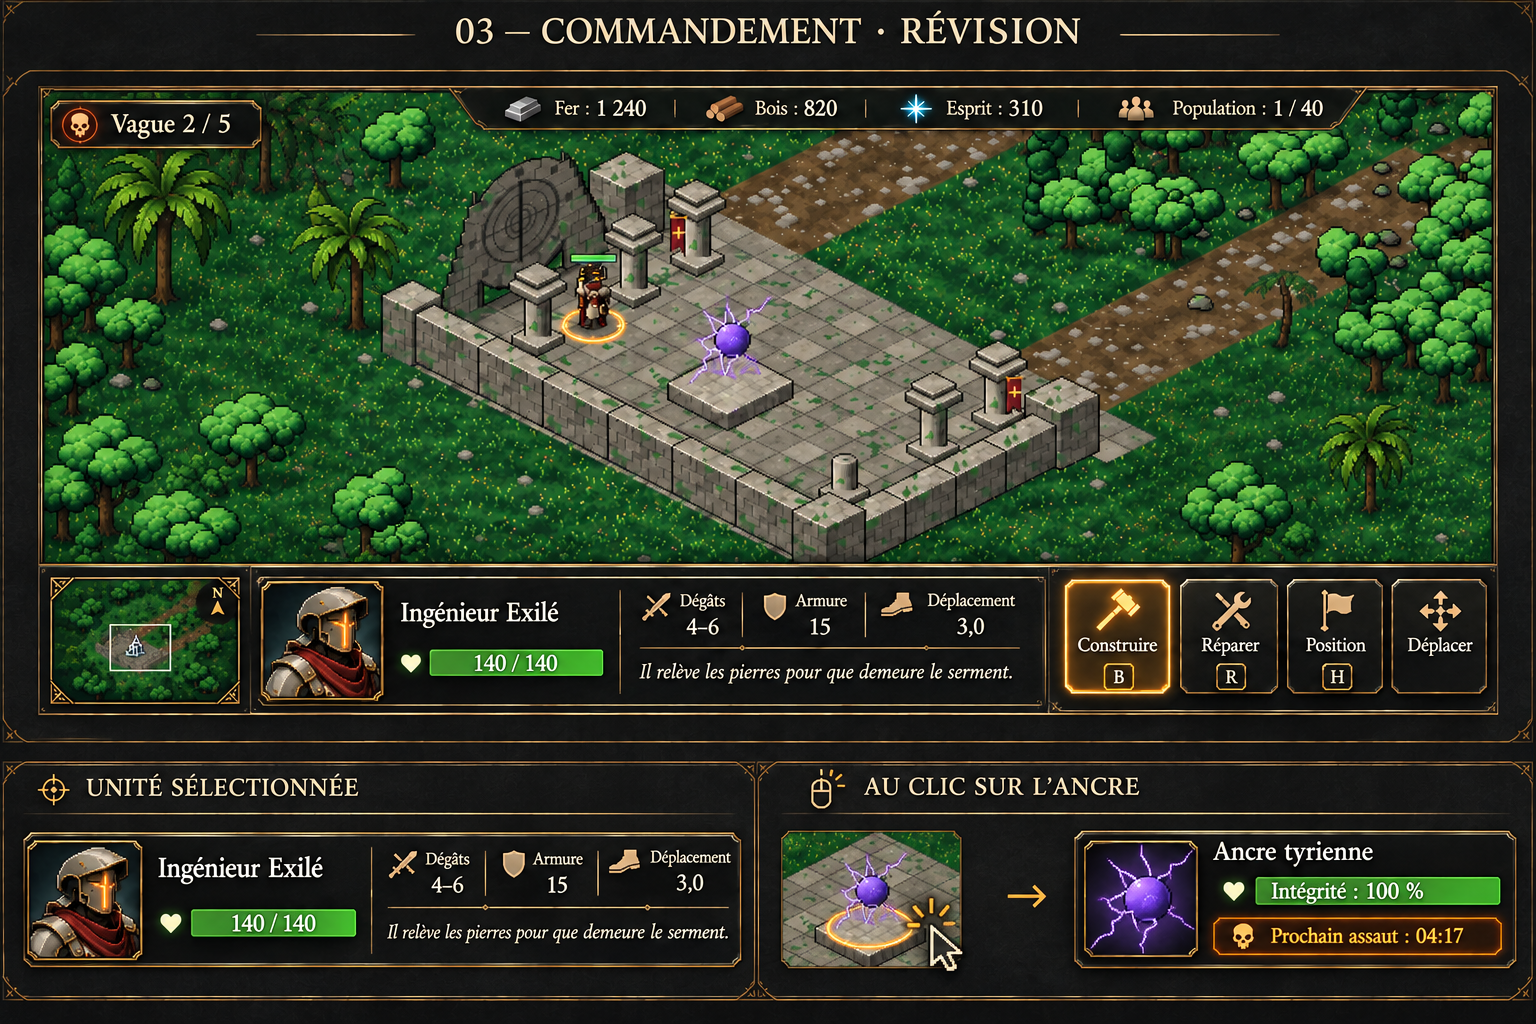 03 — COMMANDEMENT · RÉVISION
Vague 2 / 5
Fer : 1 240
Bois : 820
Esprit : 310
Population : 1 / 40
N
Ingénieur Exilé
140 / 140
Dégâts
4–6
Armure
15
Déplacement
3,0
Il relève les pierres pour que demeure le serment.
Construire
B
Réparer
R
Position
H
Déplacer
UNITÉ SÉLECTIONNÉE
Ingénieur Exilé
140 / 140
Dégâts
4–6
Armure
15
Déplacement
3,0
Il relève les pierres pour que demeure le serment.
AU CLIC SUR L’ANCRE
Ancre tyrienne
Intégrité : 100 %
Prochain assaut : 04:17